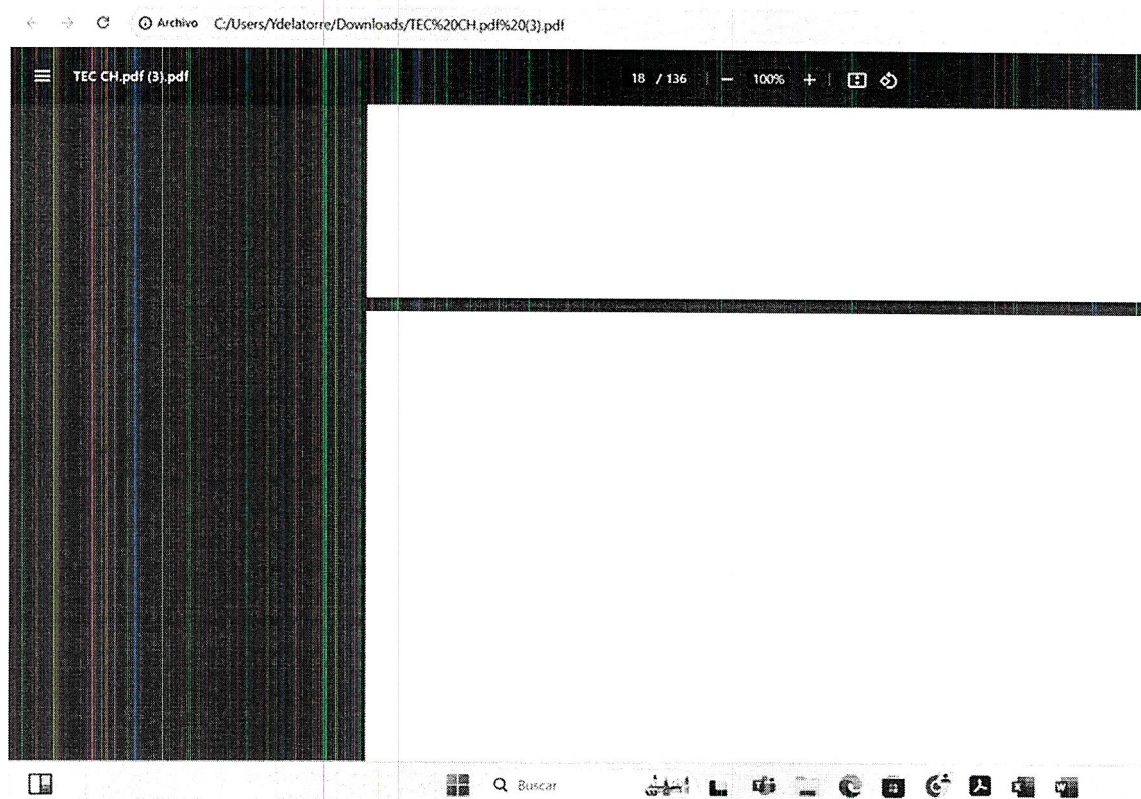 Archivo C:/Users/Ydelatorre/Downloads/TEC%20CH.pdf%20(3).pdf
TEC CH.pdf (3).pdf 18 / 136 100%
Buscar